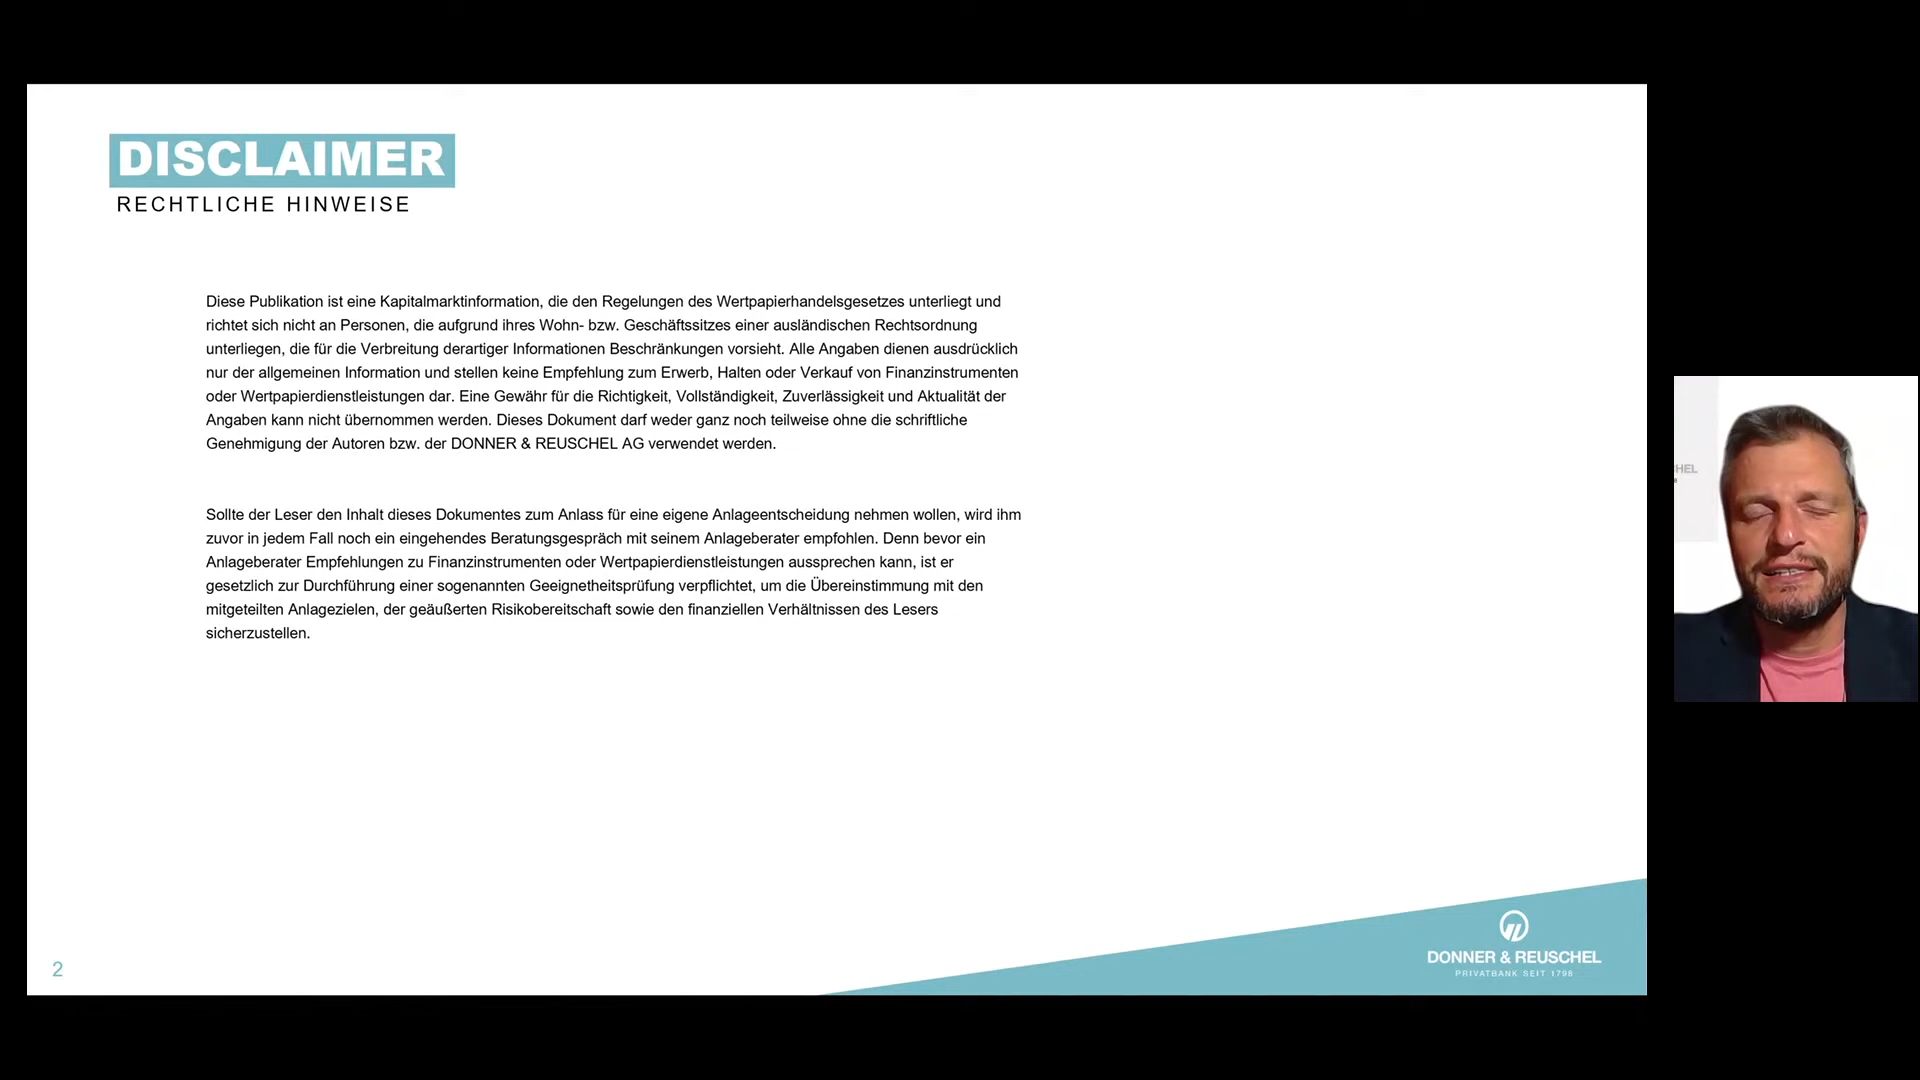 DISCLAIMER
RECHTLICHE HINWEISE
Diese Publikation ist eine Kapitalmarktinformation, die den Regelungen des Wertpapierhandelsgesetzes unterliegt und
richtet sich nicht an Personen, die aufgrund ihres Wohn- bzw. Geschäftssitzes einer ausländischen Rechtsordnung
unterliegen, die für die Verbreitung derartiger Informationen Beschränkungen vorsieht. Alle Angaben dienen ausdrücklich
nur der allgemeinen Information und stellen keine Empfehlung zum Erwerb, Halten oder Verkauf von Finanzinstrumenten
oder Wertpapierdienstleistungen dar. Eine Gewähr für die Richtigkeit, Vollständigkeit, Zuverlässigkeit und Aktualität der
Angaben kann nicht übernommen werden. Dieses Dokument darf weder ganz noch teilweise ohne die schriftliche
Genehmigung der Autoren bzw. der DONNER & REUSCHEL AG verwendet werden.
Sollte der Leser den Inhalt dieses Dokumentes zum Anlass für eine eigene Anlageentscheidung nehmen wollen, wird ihm
zuvor in jedem Fall noch ein eingehendes Beratungsgespräch mit seinem Anlageberater empfohlen. Denn bevor ein
Anlageberater Empfehlungen zu Finanzinstrumenten oder Wertpapierdienstleistungen aussprechen kann, ist er
gesetzlich zur Durchführung einer sogenannten Geeignetheitsprüfung verpflichtet, um die Übereinstimmung mit den
mitgeteilten Anlagezielen, der geäußerten Risikobereitschaft sowie den finanziellen Verhältnissen des Lesers
sicherzustellen.
CHEL
2
DONNER & REUSCHEL
PRIVATBANK SEIT 1798